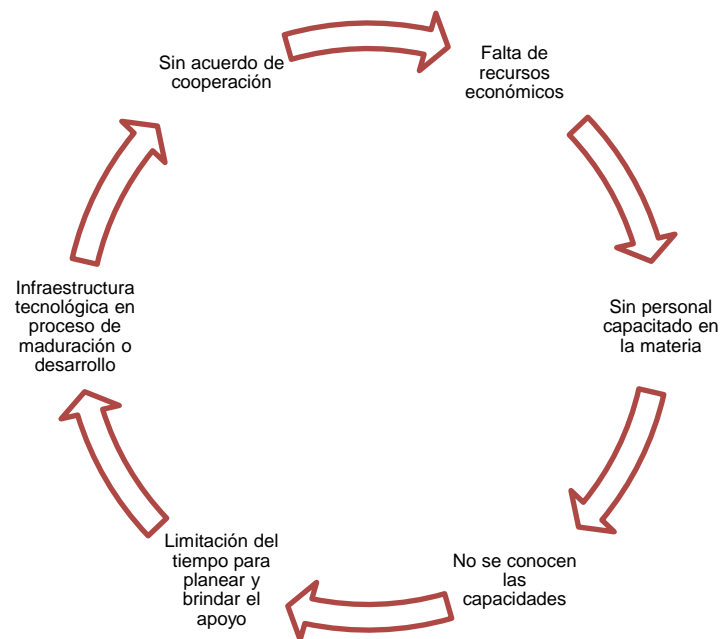 Sin acuerdo de
cooperación
Falta de
recursos
económicos
Sin personal
capacitado en
la materia
No se conocen
las
capacidades
Limitación del
tiempo para
planear y
brindar el
apoyo
Infraestructura
tecnológica en
proceso de
maduración o
desarrollo